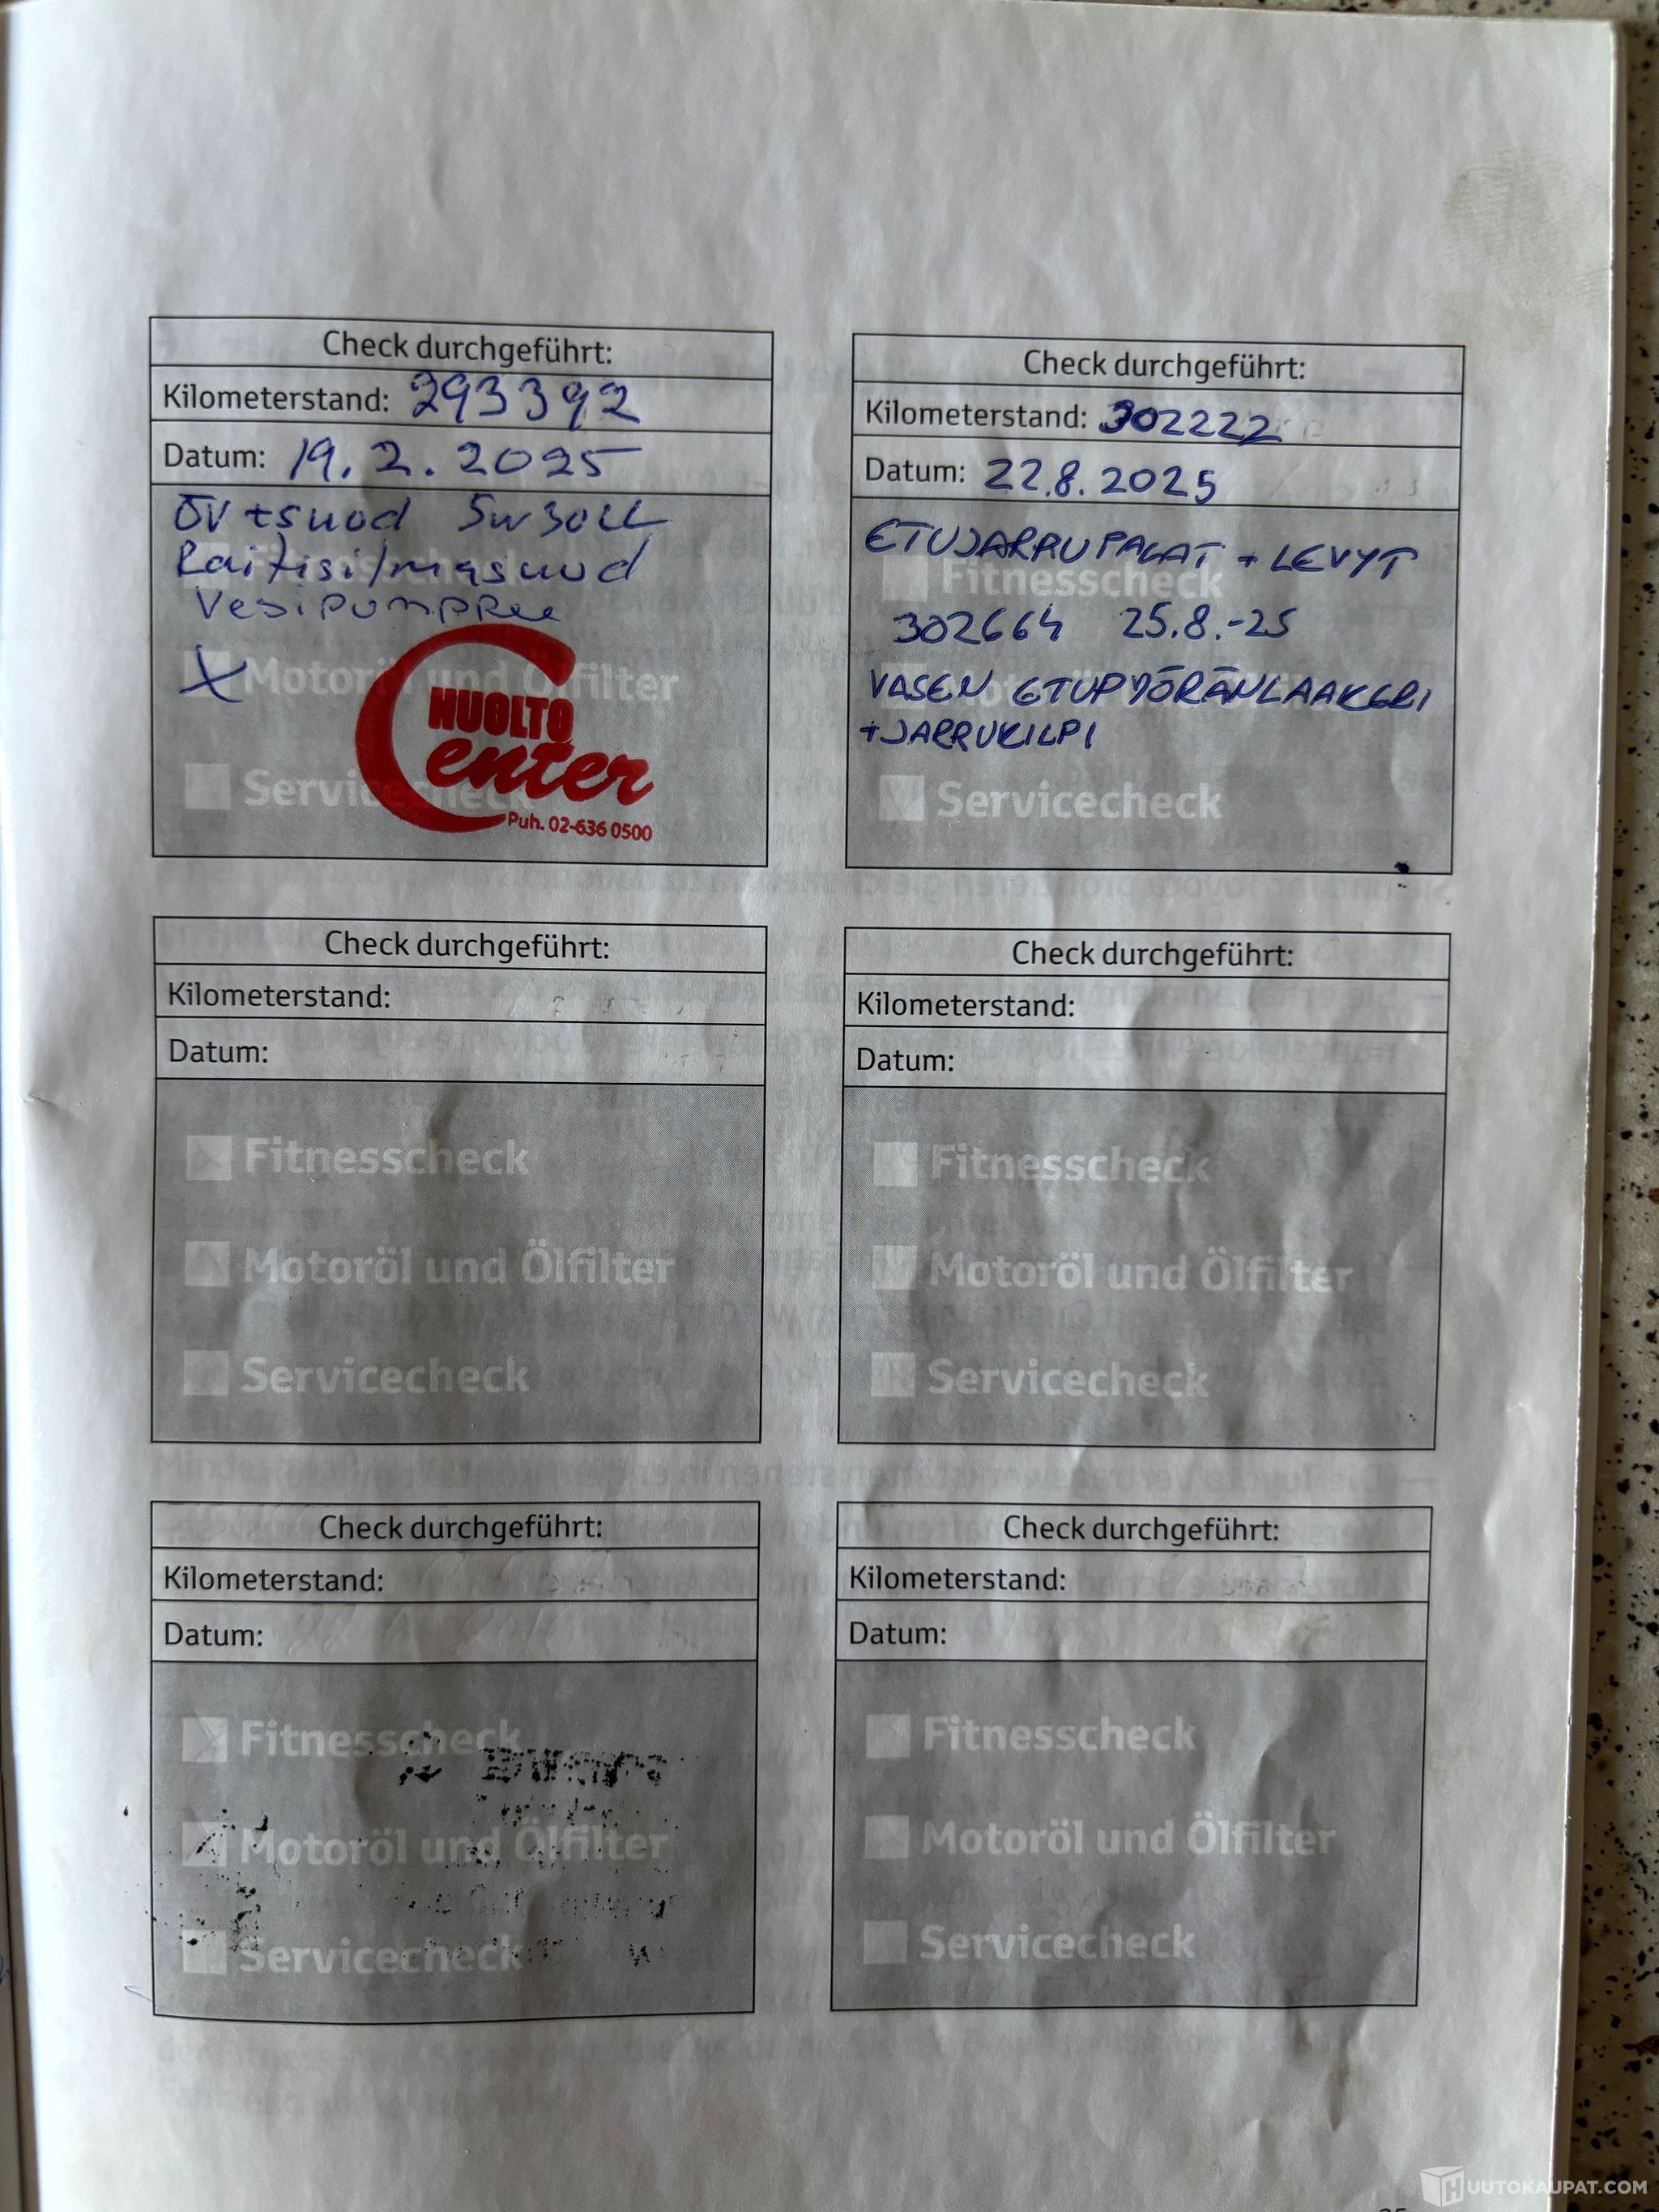 Check durchgeführt:
Kilometerstand: 293392
Datum: 19.2.2025
ÖV+suod 5w30LL
Raitisilmasuod
Vesipumppu
X Motoröl und Ölfilter
HUOLTO
Center
Puh. 02-636 0500
Servicecheck
Check durchgeführt:
Kilometerstand: 302222
Datum: 22.8.2025
ETUJARRUPALAT + LEVYT
Fitnesscheck
302664 25.8.-25
VASEN ETUPYÖRÄNLAAKERI
+JARRUKILPI
Servicecheck
Check durchgeführt:
Kilometerstand:
Datum:
Fitnesscheck
Motoröl und Ölfilter
Servicecheck
Check durchgeführt:
Kilometerstand:
Datum:
Fitnesscheck
Motoröl und Ölfilter
Servicecheck
Check durchgeführt:
Kilometerstand:
Datum:
Fitnesscheck
Motoröl und Ölfilter
Servicecheck
Check durchgeführt:
Kilometerstand:
Datum:
Fitnesscheck
Motoröl und Ölfilter
Servicecheck
HUUTOKAUPAT.COM